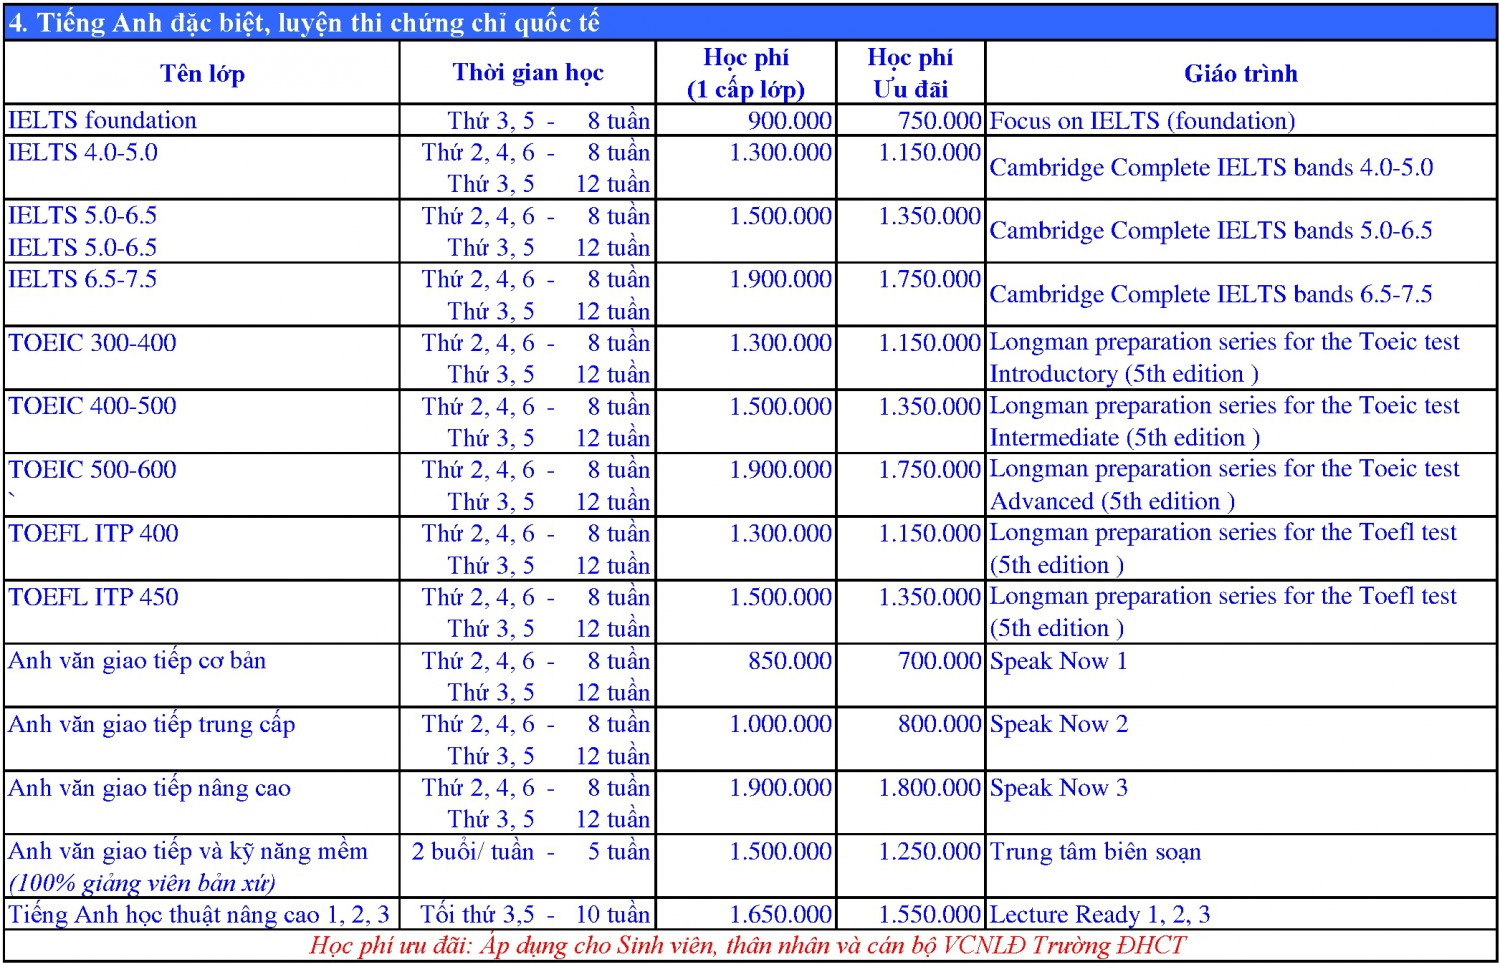 4. Tiếng Anh đặc biệt, luyện thi chứng chỉ quốc tế
Tên lớp Thời gian học Học phí (1 cấp lớp) Học phí Ưu đãi Giáo trình
IELTS foundation Thứ 3, 5 - 8 tuần 900.000 750.000 Focus on IELTS (foundation)
IELTS 4.0-5.0 Thứ 2, 4, 6 - 8 tuần 1.300.000 1.150.000 Cambridge Complete IELTS bands 4.0-5.0
Thứ 3, 5 12 tuần
IELTS 5.0-6.5 Thứ 2, 4, 6 - 8 tuần 1.500.000 1.350.000 Cambridge Complete IELTS bands 5.0-6.5
IELTS 5.0-6.5 Thứ 3, 5 12 tuần
IELTS 6.5-7.5 Thứ 2, 4, 6 - 8 tuần 1.900.000 1.750.000 Cambridge Complete IELTS bands 6.5-7.5
Thứ 3, 5 12 tuần
TOEIC 300-400 Thứ 2, 4, 6 - 8 tuần 1.300.000 1.150.000 Longman preparation series for the Toeic test
Thứ 3, 5 12 tuần Introductory (5th edition )
TOEIC 400-500 Thứ 2, 4, 6 - 8 tuần 1.500.000 1.350.000 Longman preparation series for the Toeic test
Thứ 3, 5 12 tuần Intermediate (5th edition )
TOEIC 500-600 Thứ 2, 4, 6 - 8 tuần 1.900.000 1.750.000 Longman preparation series for the Toeic test
` Thứ 3, 5 12 tuần Advanced (5th edition )
TOEFL ITP 400 Thứ 2, 4, 6 - 8 tuần 1.300.000 1.150.000 Longman preparation series for the Toefl test
Thứ 3, 5 12 tuần (5th edition )
TOEFL ITP 450 Thứ 2, 4, 6 - 8 tuần 1.500.000 1.350.000 Longman preparation series for the Toefl test
Thứ 3, 5 12 tuần (5th edition )
Anh văn giao tiếp cơ bản Thứ 2, 4, 6 - 8 tuần 850.000 700.000 Speak Now 1
Thứ 3, 5 12 tuần
Anh văn giao tiếp trung cấp Thứ 2, 4, 6 - 8 tuần 1.000.000 800.000 Speak Now 2
Thứ 3, 5 12 tuần
Anh văn giao tiếp nâng cao Thứ 2, 4, 6 - 8 tuần 1.900.000 1.800.000 Speak Now 3
Thứ 3, 5 12 tuần
Anh văn giao tiếp và kỹ năng mềm 2 buổi/ tuần - 5 tuần 1.500.000 1.250.000 Trung tâm biên soạn
(100% giảng viên bản xứ)
Tiếng Anh học thuật nâng cao 1, 2, 3 Tối thứ 3,5 - 10 tuần 1.650.000 1.550.000 Lecture Ready 1, 2, 3
Học phí ưu đãi: Áp dụng cho Sinh viên, thân nhân và cán bộ VCNLĐ Trường ĐHCT